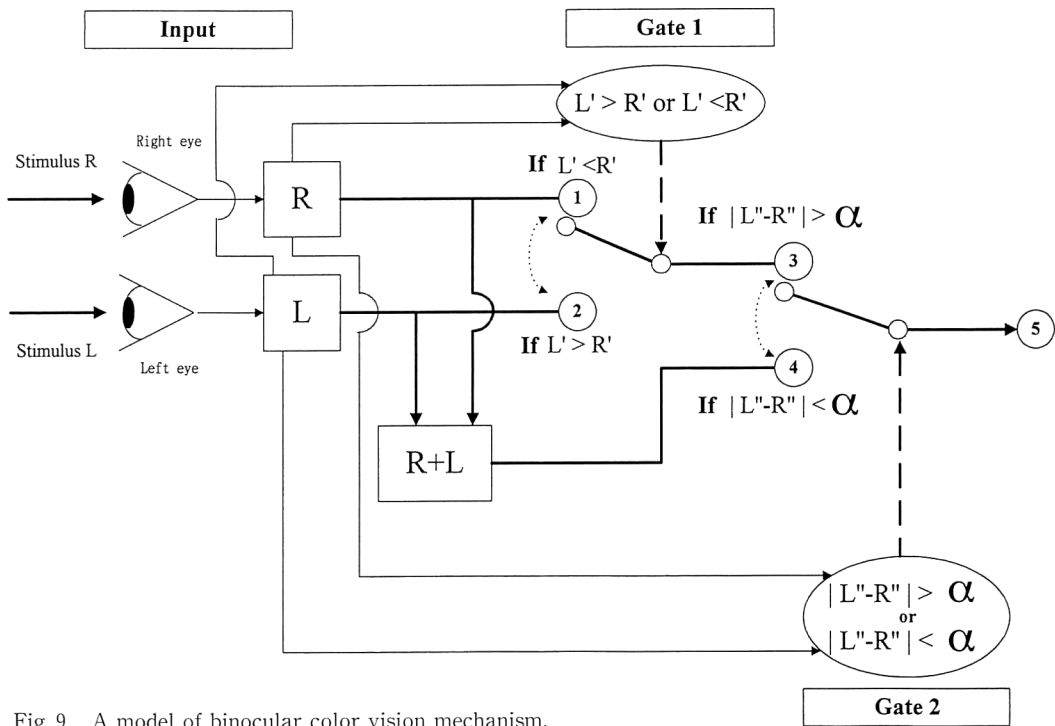 Input
Gate 1
L' > R' or L' <R'
Right eye
Stimulus R
R
If L' <R'
1
If | L"-R" | > α
3
L
2
Stimulus L
If L' > R'
5
Left eye
4
If | L"-R" | < α
R+L
| L"-R" | > α
or
| L"-R" | < α
Gate 2
Fig. 9 A model of binocular color vision mechanism.